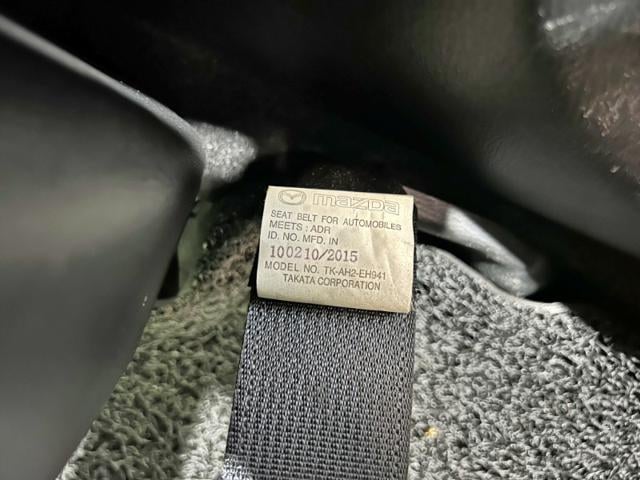 mazda
SEAT BELT FOR AUTOMOBILES
MEETS : ADR
ID. NO. MFD. IN
100210/2015
MODEL NO. TK-AH2-EH941
TAKATA CORPORATION